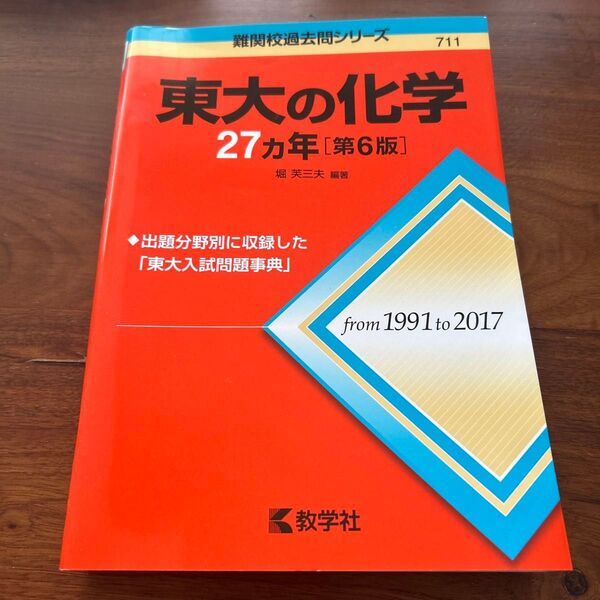 難関校過去問シリーズ
711
東大の化学
27ヵ年[第6版]
堀 芙三夫 編著
◆出題分野別に収録した
「東大入試問題事典」
from 1991 to 2017
教学社